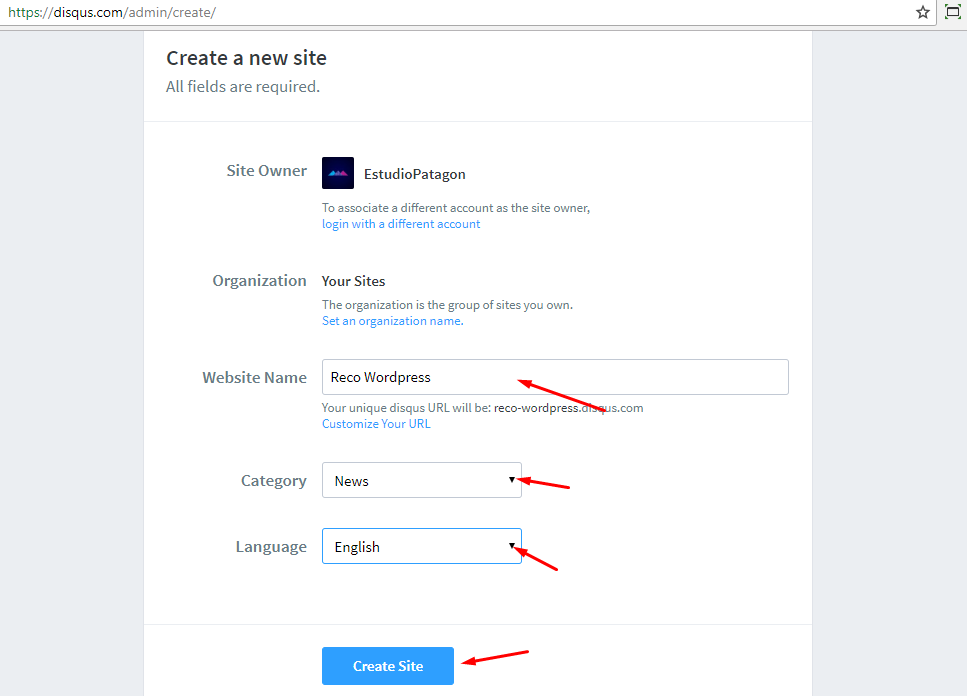 https://disqus.com/admin/create/
Create a new site
All fields are required.
Site Owner
EstudioPatagon
To associate a different account as the site owner,
login with a different account
Organization
Your Sites
The organization is the group of sites you own.
Set an organization name.
Website Name
Reco Wordpress
Your unique disqus URL will be: reco-wordpress.disqus.com
Customize Your URL
Category
News
Language
English
Create Site